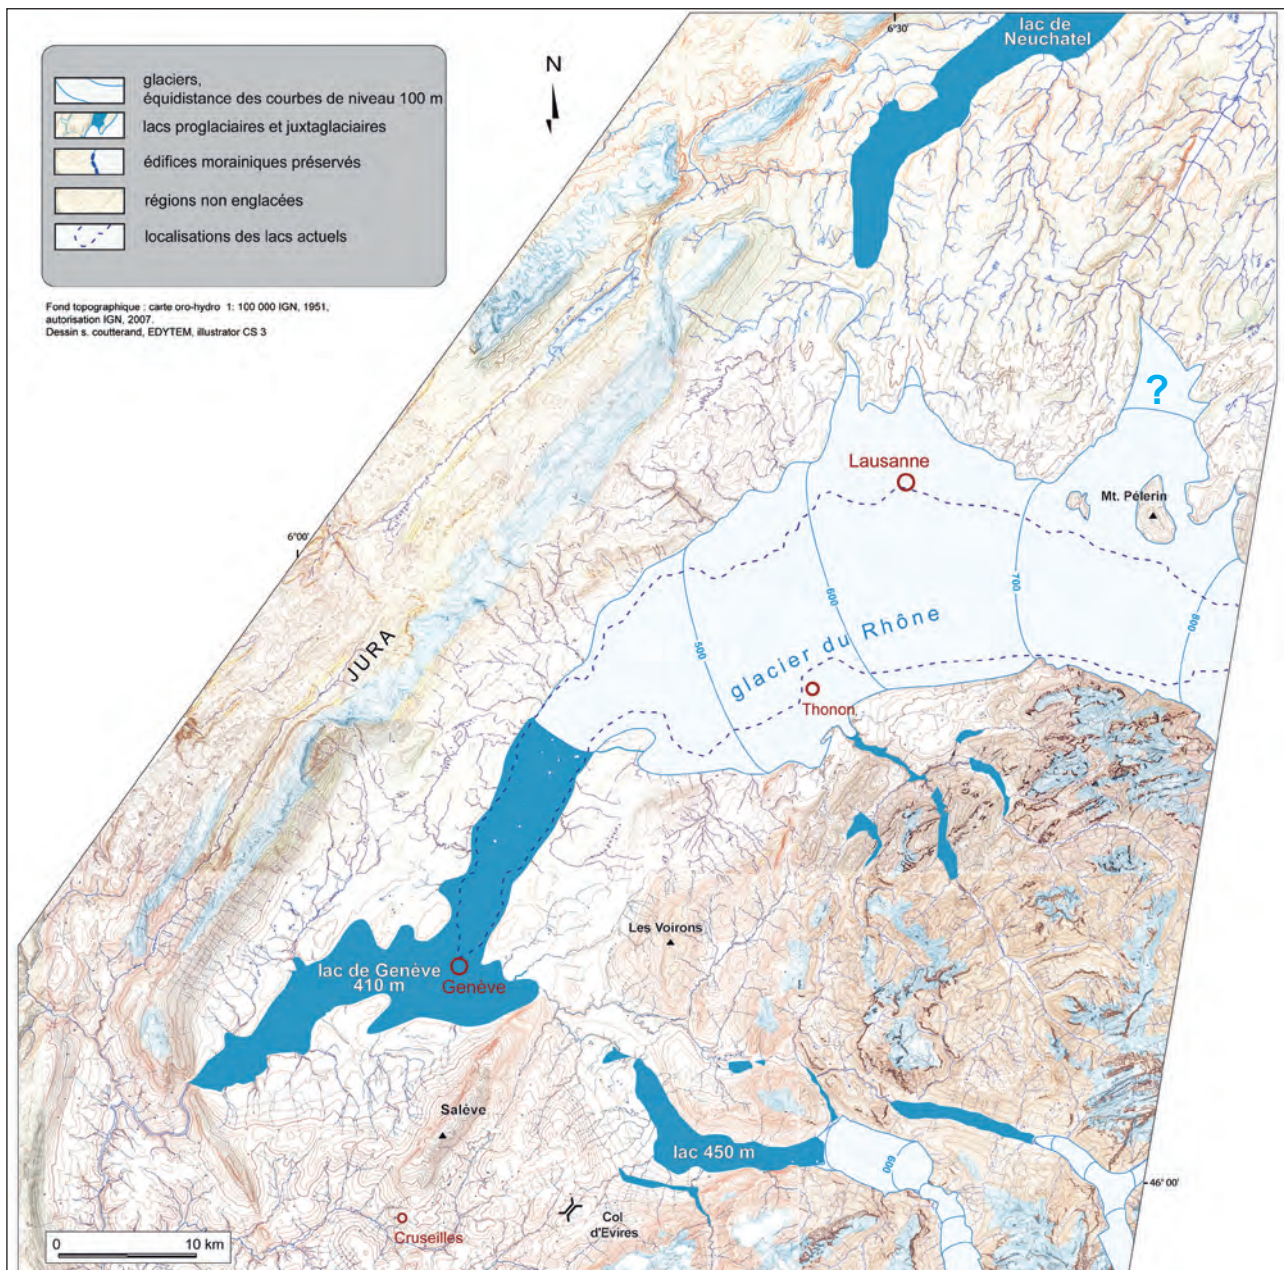 glaciers,
équidistance des courbes de niveau 100 m
lacs proglaciaires et juxtaglaciaires
édifices morainiques préservés
régions non englacées
localisations des lacs actuels
Fond topographique : carte oro-hydro 1: 100 000 IGN, 1951,
autorisation IGN, 2007.
Dessin s. coutterand, EDYTEM, illustrator CS 3
N
6°30'
lac de
Neuchatel
?
Lausanne
Mt. Pélerin
6°00'
500
600
700
800
glacier du Rhône
JURA
Thonon
Les Voirons
lac de Genève
410 m
Genève
Salève
lac 450 m
600
46° 00'
Col
d'Evires
Cruseilles
0
10 km